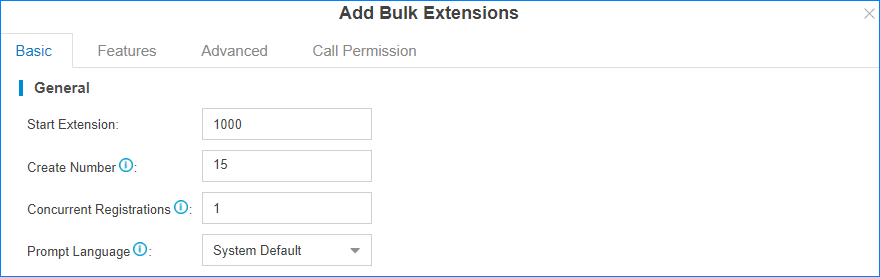 Add Bulk Extensions
Basic Features Advanced Call Permission
General
Start Extension: 1000
Create Number i: 15
Concurrent Registrations i: 1
Prompt Language i: System Default